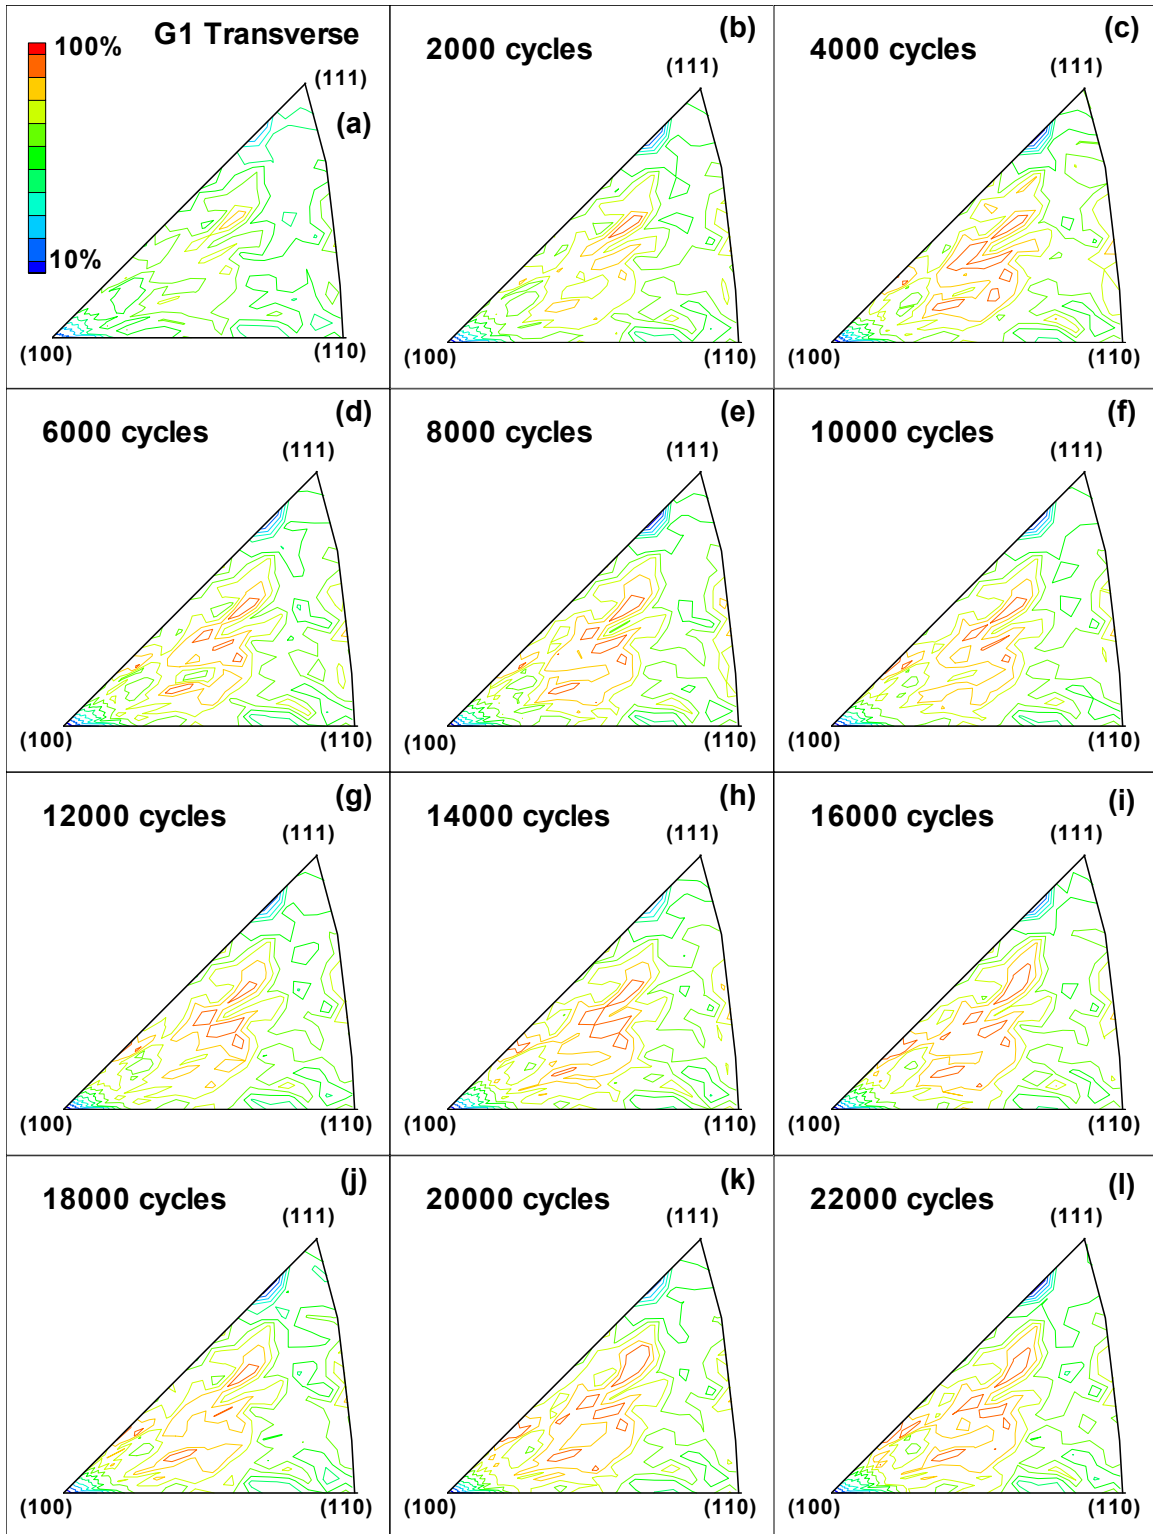 G1 Transverse
100%
10%
(111)
(a)
(100)
(110)
(b)
2000 cycles
(111)
(100)
(110)
(c)
4000 cycles
(111)
(100)
(110)
(d)
6000 cycles
(111)
(100)
(110)
(e)
8000 cycles
(111)
(100)
(110)
(f)
10000 cycles
(111)
(100)
(110)
(g)
12000 cycles
(111)
(100)
(110)
(h)
14000 cycles
(111)
(100)
(110)
(i)
16000 cycles
(111)
(100)
(110)
(j)
18000 cycles
(111)
(100)
(110)
(k)
20000 cycles
(111)
(100)
(110)
(l)
22000 cycles
(111)
(100)
(110)